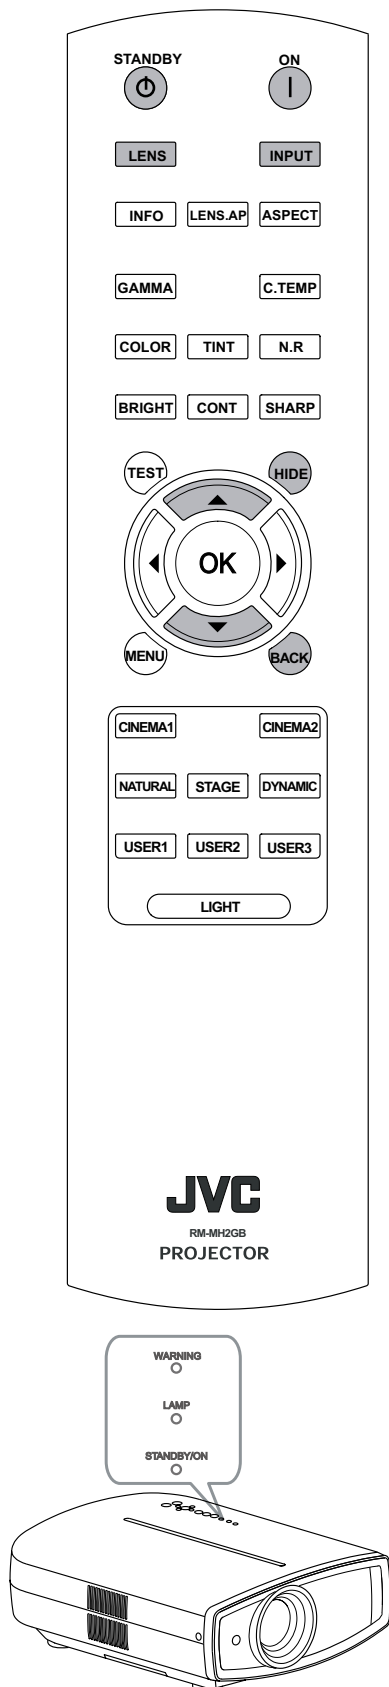 STANDBY ON
LENS INPUT
INFO LENS.AP ASPECT
GAMMA C.TEMP
COLOR TINT N.R
BRIGHT CONT SHARP
TEST HIDE
OK
MENU BACK
CINEMA1 CINEMA2
NATURAL STAGE DYNAMIC
USER1 USER2 USER3
LIGHT
JVC
RM-MH2GB
PROJECTOR
WARNING
LAMP
STANDBY/ON